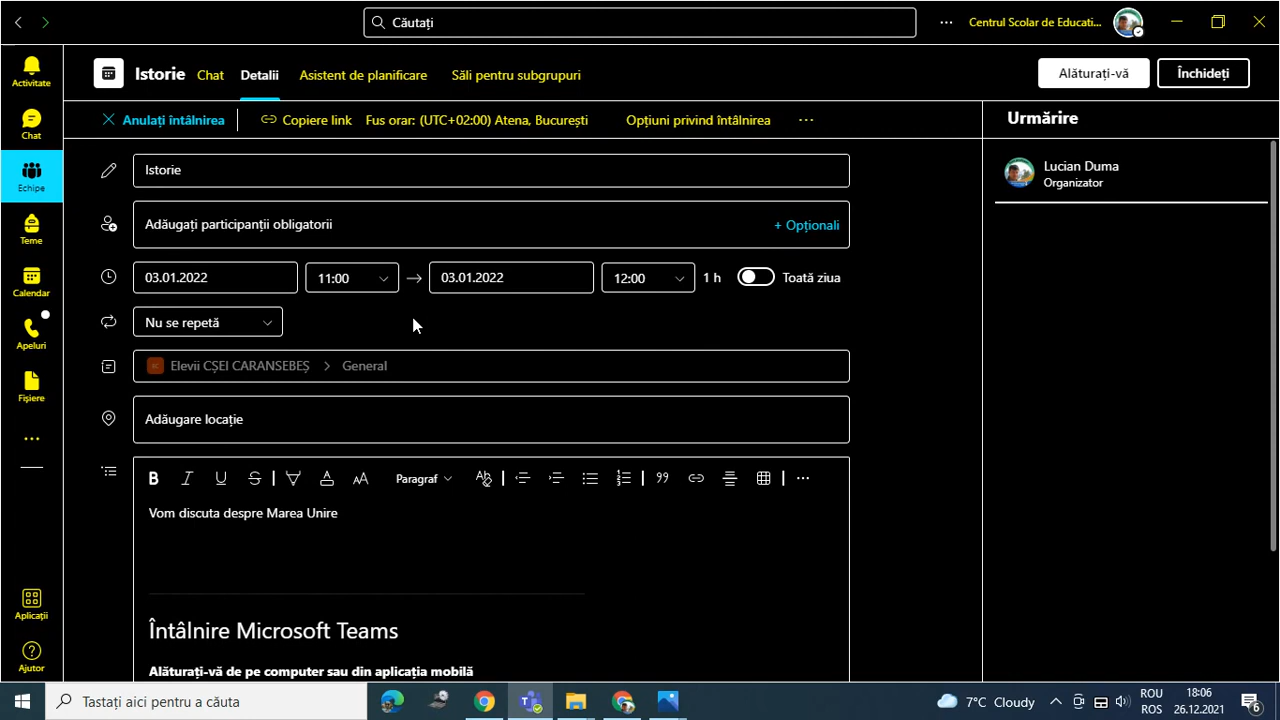 Căutați
Centrul Scolar de Educati...
Activitate
Chat
Echipe
Teme
Calendar
Apeluri
Fișiere
Aplicații
Ajutor
Istorie Chat Detalii Asistent de planificare Săli pentru subgrupuri
Alăturați-vă Închideți
Anulați întâlnirea Copiere link Fus orar: (UTC+02:00) Atena, București Opțiuni privind întâlnirea
Istorie
Adăugați participanții obligatorii + Opționali
03.01.2022 11:00 03.01.2022 12:00 1 h Toată ziua
Nu se repetă
Elevii CȘEI CARANSEBEȘ > General
Adăugare locație
B I U S Paragraf
Vom discuta despre Marea Unire
Întâlnire Microsoft Teams
Alăturați-vă de pe computer sau din aplicația mobilă
Urmărire
Lucian Duma
Organizator
Tastați aici pentru a căuta
7°C Cloudy
ROU
ROS
18:06
26.12.2021
6